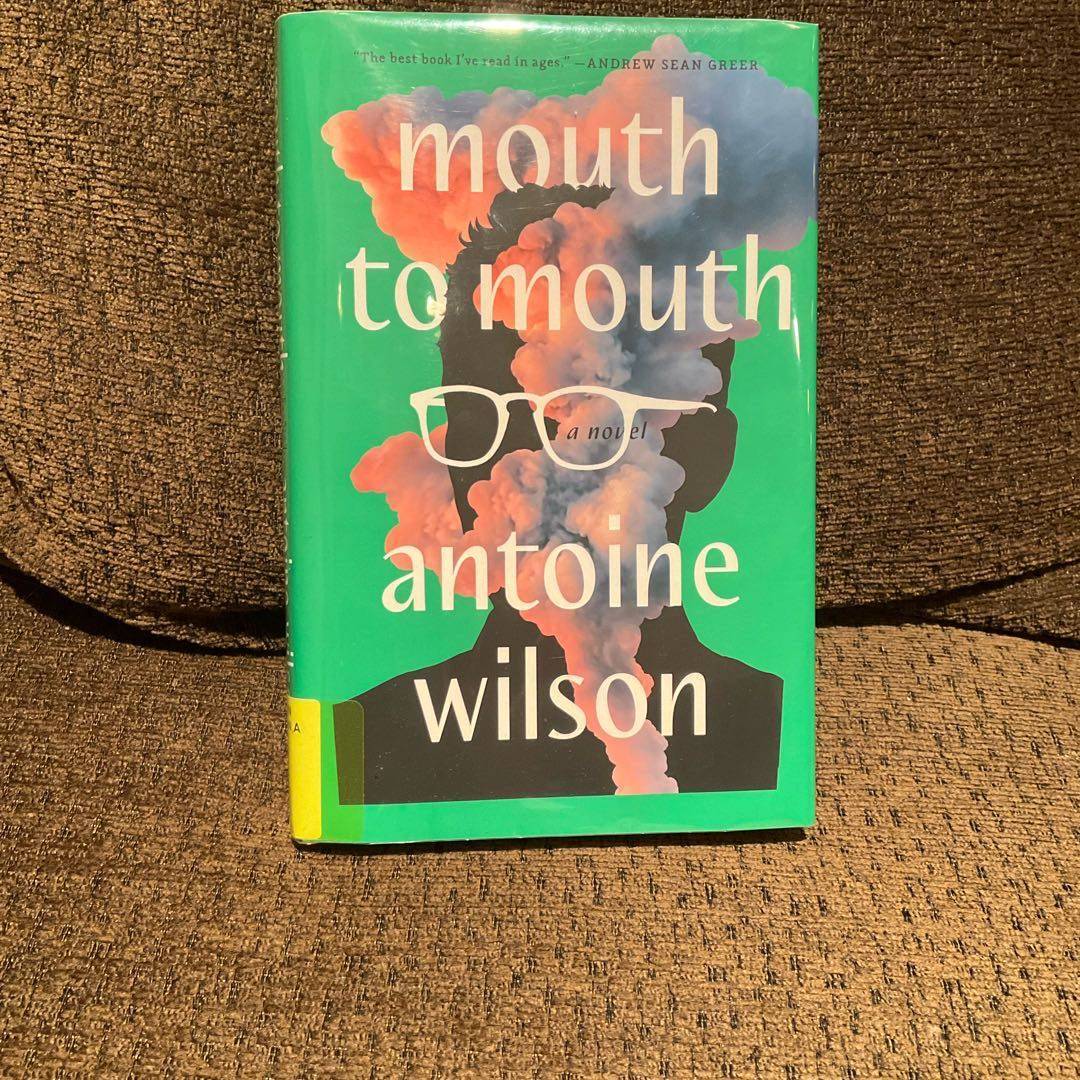 "The best book I've read in ages." —ANDREW SEAN GREER
mouth
to mouth
a novel
antoine
wilson